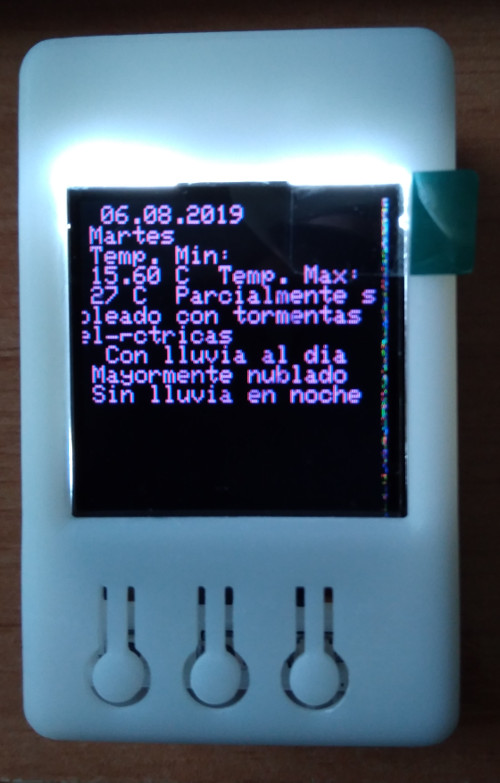 06.08.2019
Martes
Temp. Min:
15.60 C Temp. Max:
27 C Parcialmente s
oleado con tormentas
el-rctricas
Con lluvia al dia
Mayormente nublado
Sin lluvia en noche